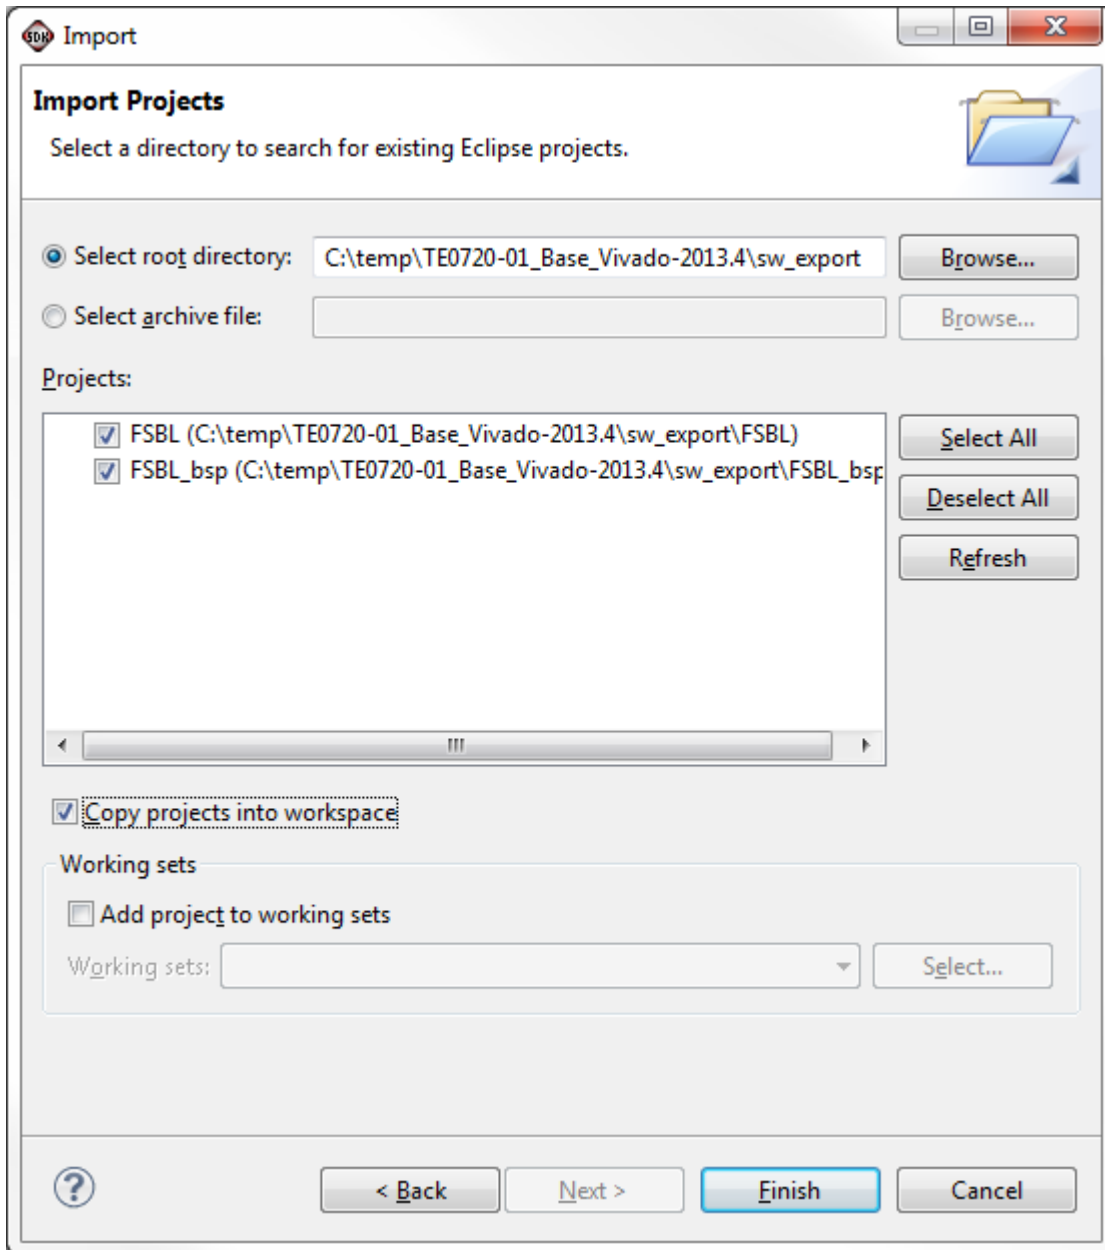 SDK Import
Import Projects
Select a directory to search for existing Eclipse projects.
Select root directory: C:\temp\TE0720-01_Base_Vivado-2013.4\sw_export Browse...
Select archive file: Browse...
Projects:
FSBL (C:\temp\TE0720-01_Base_Vivado-2013.4\sw_export\FSBL)
Select All
FSBL_bsp (C:\temp\TE0720-01_Base_Vivado-2013.4\sw_export\FSBL_bsp
Deselect All
Refresh
Copy projects into workspace
Working sets
Add project to working sets
Working sets: Select...
? < Back Next > Finish Cancel